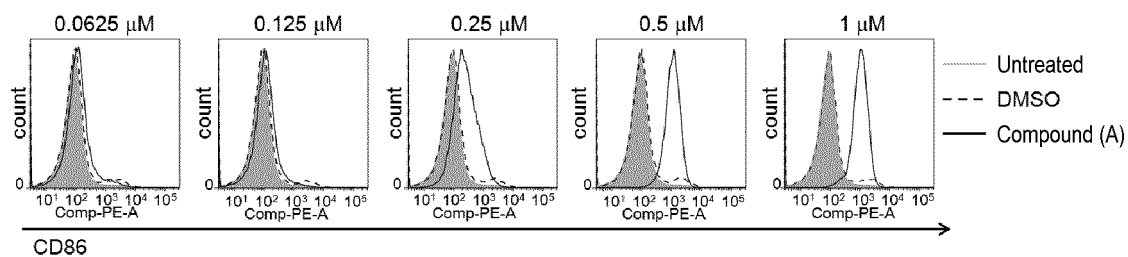 0.0625 μM 0.125 μM 0.25 μM 0.5 μM 1 μM
count count count count count
0 0 0 0 0
10¹ 10² 10³ 10⁴ 10⁵ 10¹ 10² 10³ 10⁴ 10⁵ 10¹ 10² 10³ 10⁴ 10⁵ 10¹ 10² 10³ 10⁴ 10⁵ 10¹ 10² 10³ 10⁴ 10⁵
Comp-PE-A Comp-PE-A Comp-PE-A Comp-PE-A Comp-PE-A
CD86
Untreated
DMSO
Compound (A)